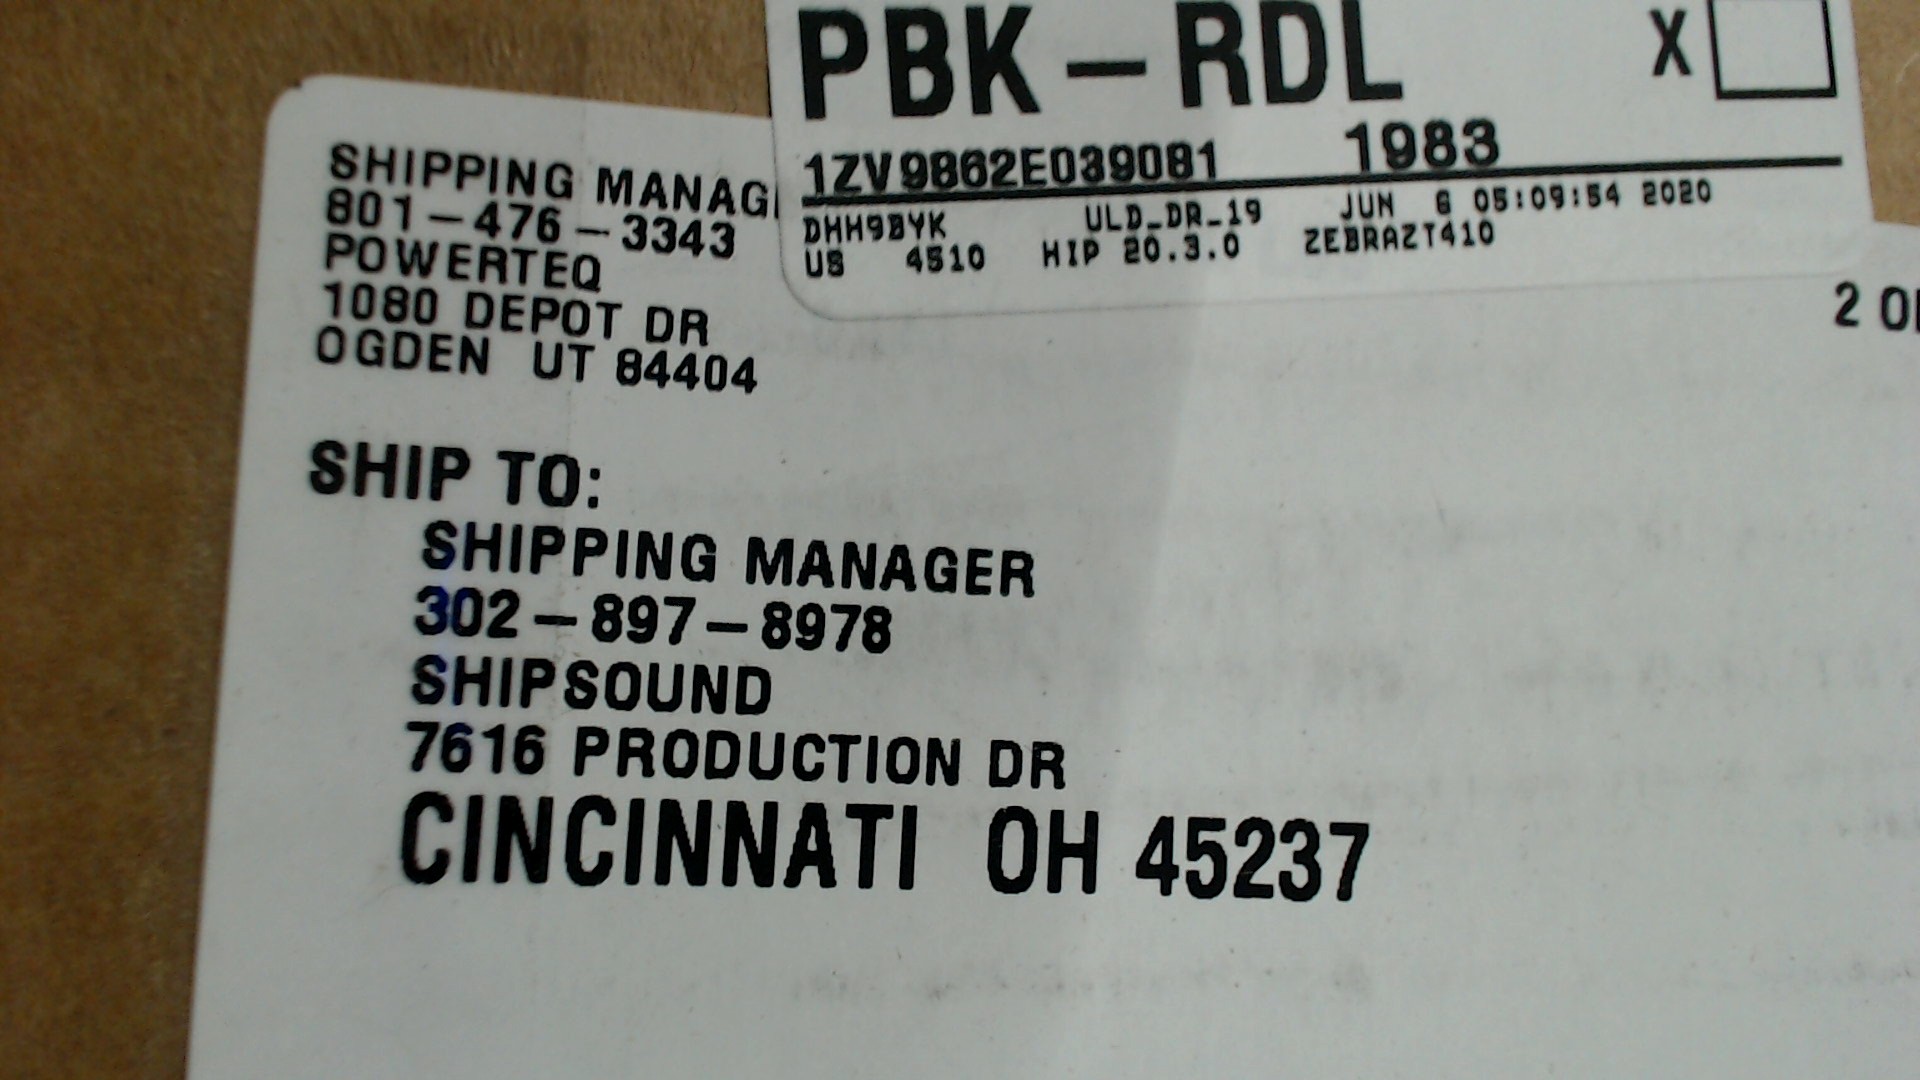 PBK-RDL X
1ZV9862E039081 1983
DHH9BYK ULD_DR_19 JUN 6 05:09:54 2020
US 4510 HIP 20.3.0 ZEBRAZT410
SHIPPING MANAG
801-476-3343
POWERTEQ
1080 DEPOT DR
OGDEN UT 84404
2 O
SHIP TO:
SHIPPING MANAGER
302-897-8978
SHIPSOUND
7616 PRODUCTION DR
CINCINNATI OH 45237